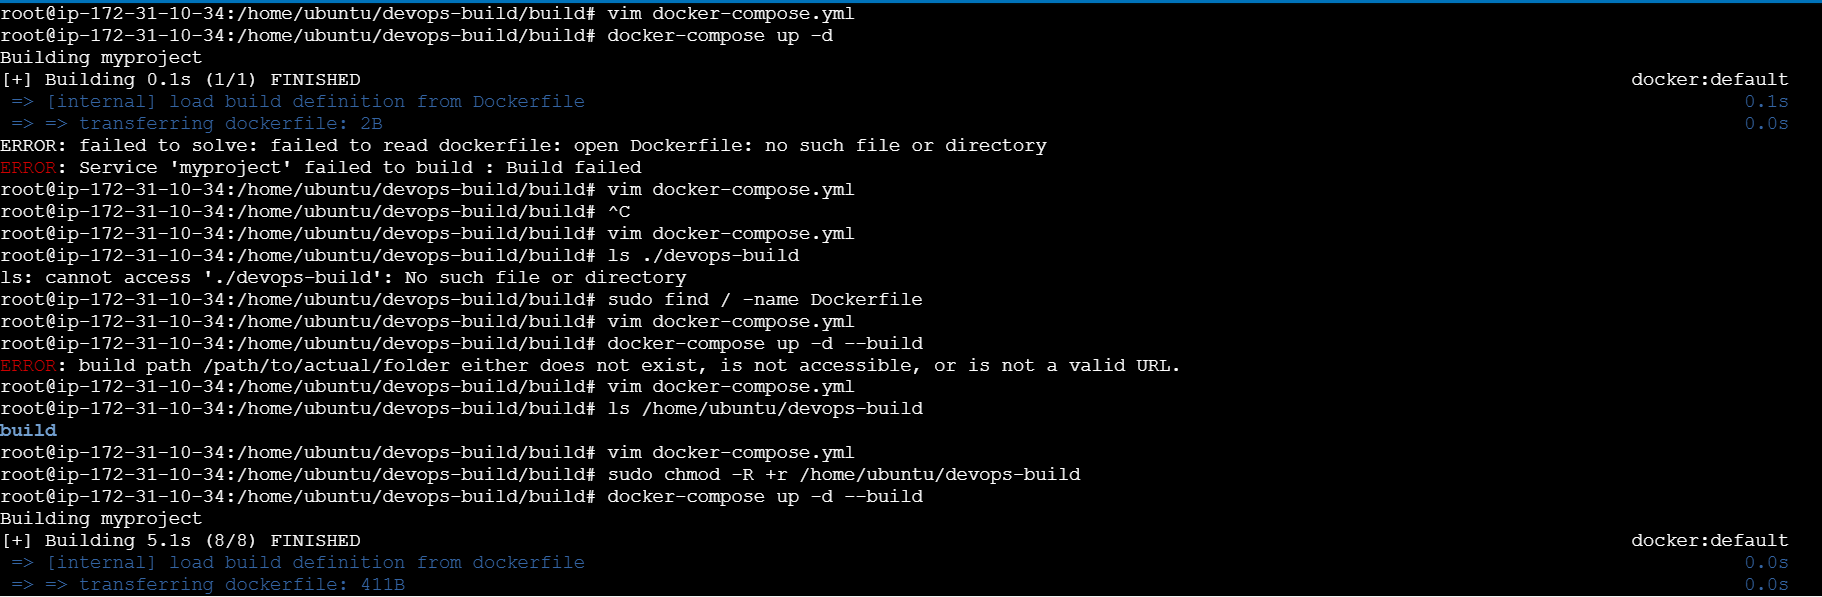 root@ip-172-31-10-34:/home/ubuntu/devops-build/build# vim docker-compose.yml
root@ip-172-31-10-34:/home/ubuntu/devops-build/build# docker-compose up -d
Building myproject
[+] Building 0.1s (1/1) FINISHED docker:default
=> [internal] load build definition from Dockerfile 0.1s
=> => transferring dockerfile: 2B 0.0s
ERROR: failed to solve: failed to read dockerfile: open Dockerfile: no such file or directory
ERROR: Service 'myproject' failed to build : Build failed
root@ip-172-31-10-34:/home/ubuntu/devops-build/build# vim docker-compose.yml
root@ip-172-31-10-34:/home/ubuntu/devops-build/build# ^C
root@ip-172-31-10-34:/home/ubuntu/devops-build/build# vim docker-compose.yml
root@ip-172-31-10-34:/home/ubuntu/devops-build/build# ls ./devops-build
ls: cannot access './devops-build': No such file or directory
root@ip-172-31-10-34:/home/ubuntu/devops-build/build# sudo find / -name Dockerfile
root@ip-172-31-10-34:/home/ubuntu/devops-build/build# vim docker-compose.yml
root@ip-172-31-10-34:/home/ubuntu/devops-build/build# docker-compose up -d --build
ERROR: build path /path/to/actual/folder either does not exist, is not accessible, or is not a valid URL.
root@ip-172-31-10-34:/home/ubuntu/devops-build/build# vim docker-compose.yml
root@ip-172-31-10-34:/home/ubuntu/devops-build/build# ls /home/ubuntu/devops-build
build
root@ip-172-31-10-34:/home/ubuntu/devops-build/build# vim docker-compose.yml
root@ip-172-31-10-34:/home/ubuntu/devops-build/build# sudo chmod -R +r /home/ubuntu/devops-build
root@ip-172-31-10-34:/home/ubuntu/devops-build/build# docker-compose up -d --build
Building myproject
[+] Building 5.1s (8/8) FINISHED docker:default
=> [internal] load build definition from dockerfile 0.0s
=> => transferring dockerfile: 411B 0.0s